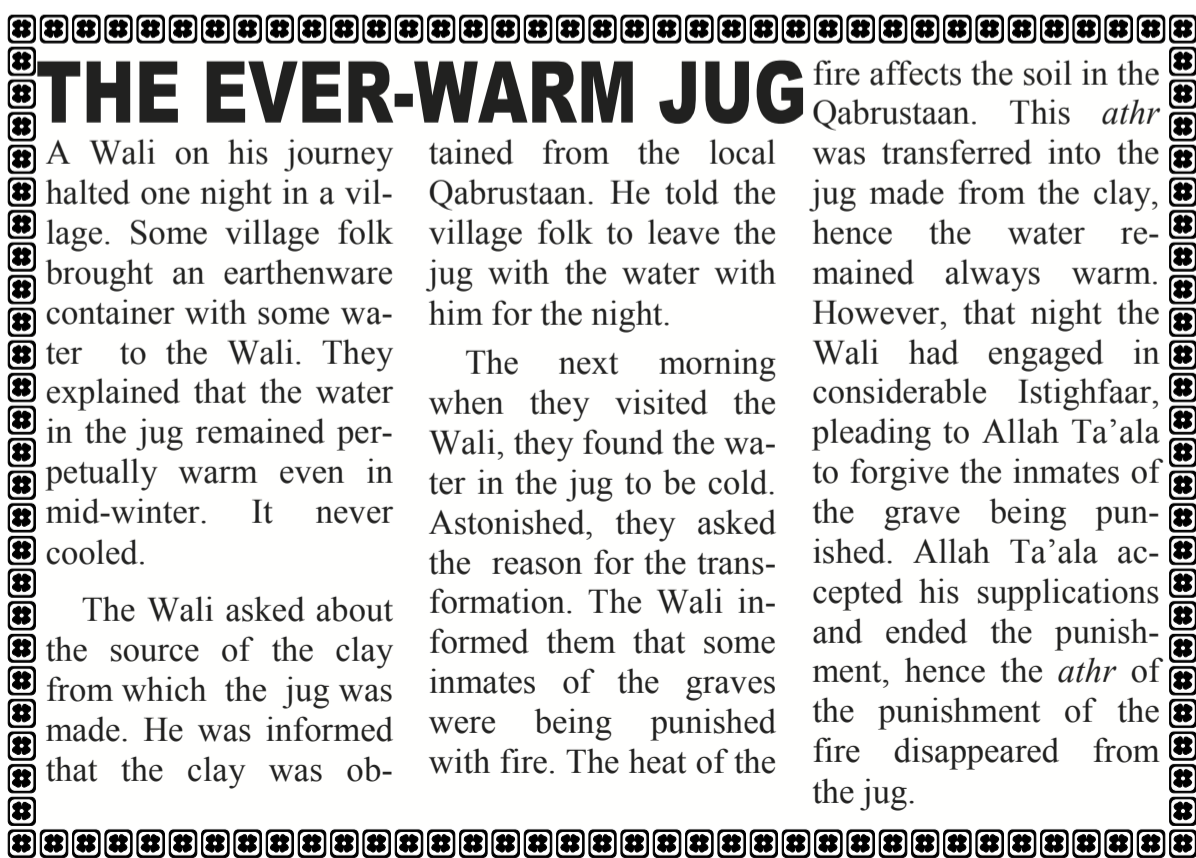 THE EVER-WARM JUG
A Wali on his journey
halted one night in a vil-
lage. Some village folk
brought an earthenware
container with some wa-
ter to the Wali. They
explained that the water
in the jug remained per-
petually warm even in
mid-winter. It never
cooled.
The Wali asked about
the source of the clay
from which the jug was
made. He was informed
that the clay was ob-
tained from the local
Qabrustaan. He told the
village folk to leave the
jug with the water with
him for the night.
The next morning
when they visited the
Wali, they found the wa-
ter in the jug to be cold.
Astonished, they asked
the reason for the trans-
formation. The Wali in-
formed them that some
inmates of the graves
were being punished
with fire. The heat of the
fire affects the soil in the
Qabrustaan. This athr
was transferred into the
jug made from the clay,
hence the water re-
mained always warm.
However, that night the
Wali had engaged in
considerable Istighfaar,
pleading to Allah Ta’ala
to forgive the inmates of
the grave being pun-
ished. Allah Ta’ala ac-
cepted his supplications
and ended the punish-
ment, hence the athr of
the punishment of the
fire disappeared from
the jug.